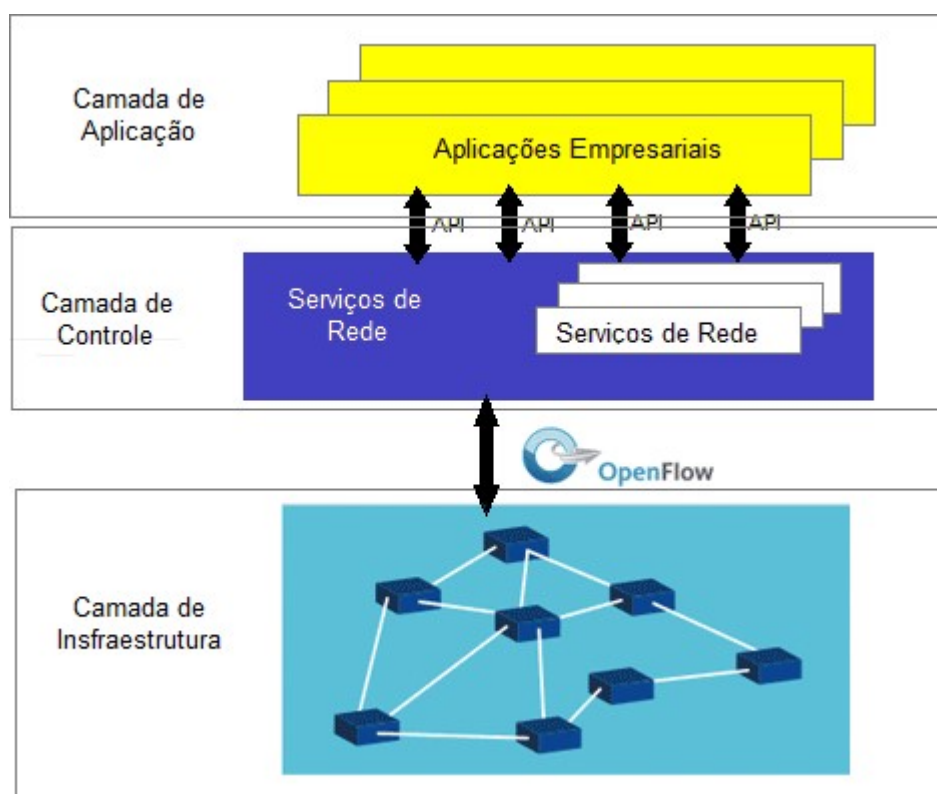 Camada de
Aplicação
Aplicações Empresariais
API
API
API
API
Camada de
Controle
Serviços de
Rede
Serviços de Rede
OpenFlow
Camada de
Insfraestrutura